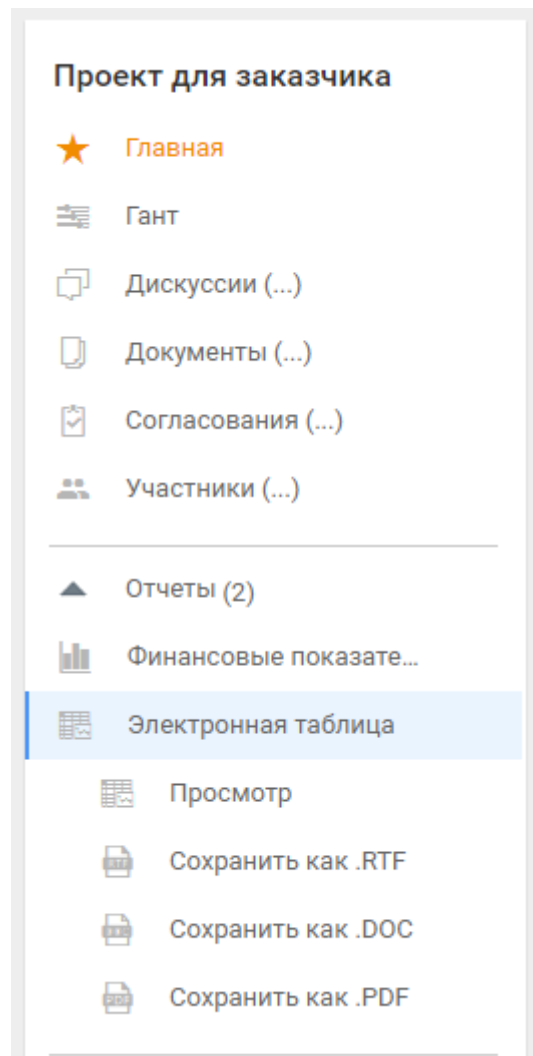 Проект для заказчика
Главная
Гант
Дискуссии (...)
Документы (...)
Согласования (...)
Участники (...)
Отчеты (2)
Финансовые показате...
Электронная таблица
Просмотр
Сохранить как .RTF
Сохранить как .DOC
Сохранить как .PDF